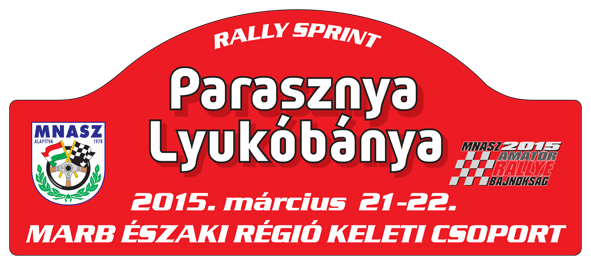 RALLY SPRINT
Parasznya
Lyukóbánya
MNASZ
ALAPÍTVA 1978
MNASZ 2015
AMATŐR
RALLYE
BAJNOKSÁG
2015. március 21-22.
MARB ÉSZAKI RÉGIÓ KELETI CSOPORT